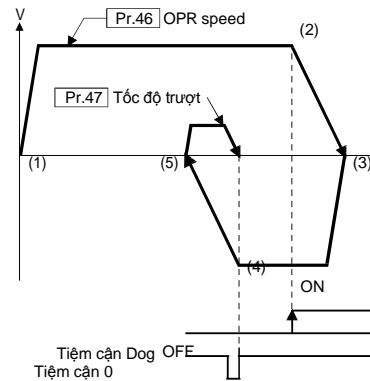 V
Pr.46 OPR speed
(2)
Pr.47 Tốc độ trượt
(1)
(5)
(3)
(4)
ON
Tiệm cận Dog OFF
Tiệm cận 0